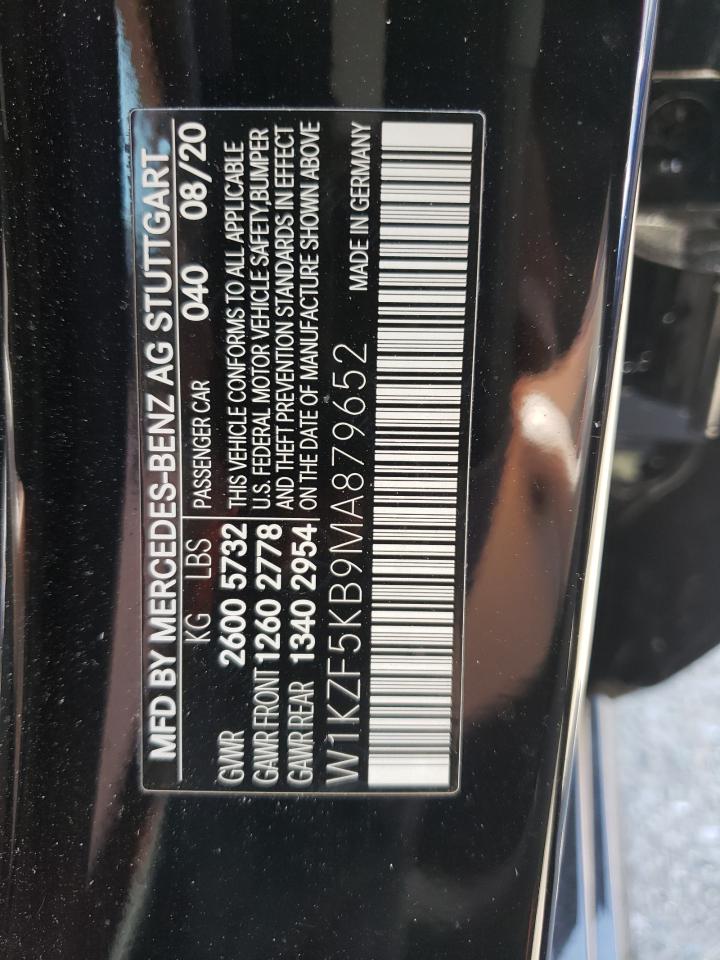 MFD BY MERCEDES-BENZ AG STUTTGART
KG LBS PASSENGER CAR 040 08/20
GVWR 2600 5732 THIS VEHICLE CONFORMS TO ALL APPLICABLE
GAWR FRONT 1260 2778 U.S. FEDERAL MOTOR VEHICLE SAFETY, BUMPER
GAWR REAR 1340 2954 AND THEFT PREVENTION STANDARDS IN EFFECT
ON THE DATE OF MANUFACTURE SHOWN ABOVE
W1KZF5KB9MA879652 MADE IN GERMANY